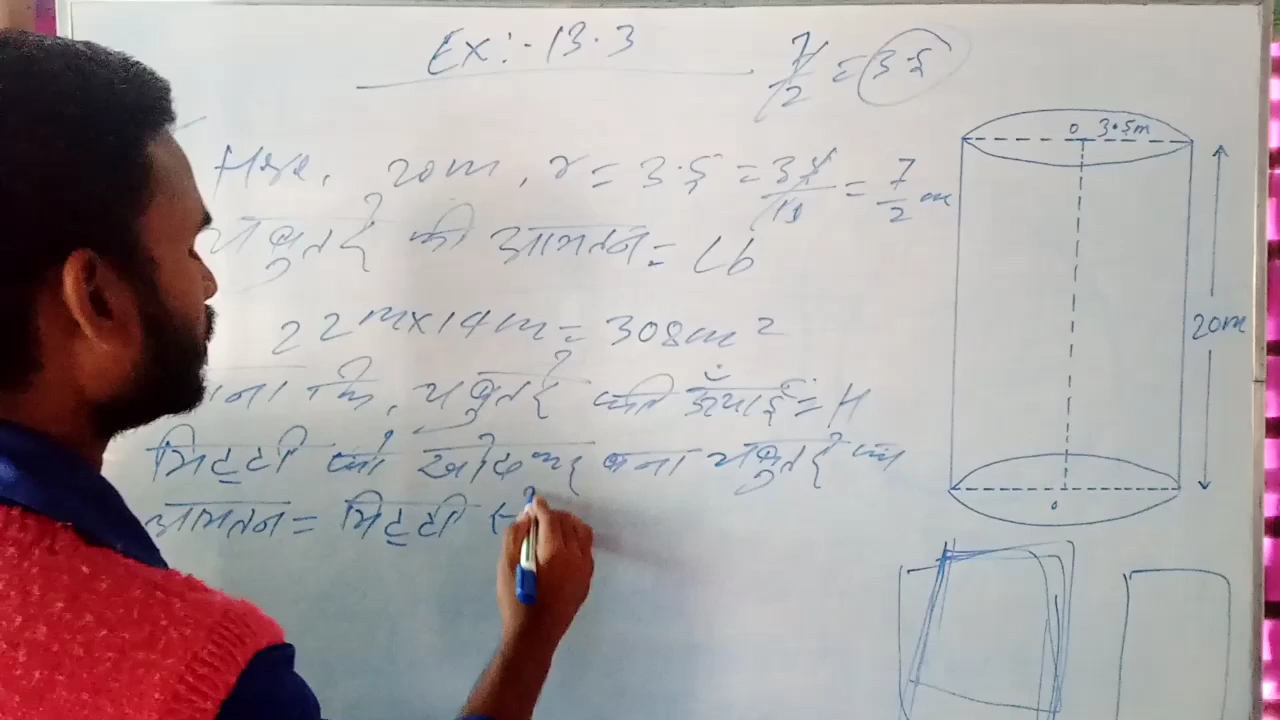 Ex:- 13.3
7/2 = 3.5
Here, 20m, r = 3.5 = 35/10 = 7/2 m
चबुतरे की आयतन = Lb
22m x 14m = 308m²
माना कि, चबुतरे की ऊँचाई = H
मिट्टी को खोदकर बना चबुतरे का
आयतन = मिट्टी
0 3.5m
20m
0